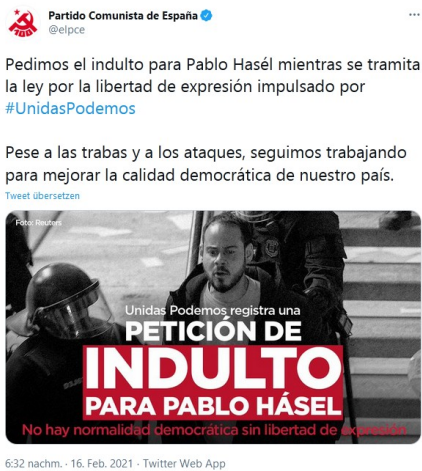 Partido Comunista de España
@elpce
Pedimos el indulto para Pablo Hasél mientras se tramita
la ley por la libertad de expresión impulsado por
#UnidasPodemos
Pese a las trabas y a los ataques, seguimos trabajando
para mejorar la calidad democrática de nuestro país.
Tweet übersetzen
Foto: Reuters
Unidas Podemos registra una
PETICIÓN DE
INDULTO
PARA PABLO HÁSEL
No hay normalidad democrática sin libertad de expresión
6:32 nachm. · 16. Feb. 2021 · Twitter Web App